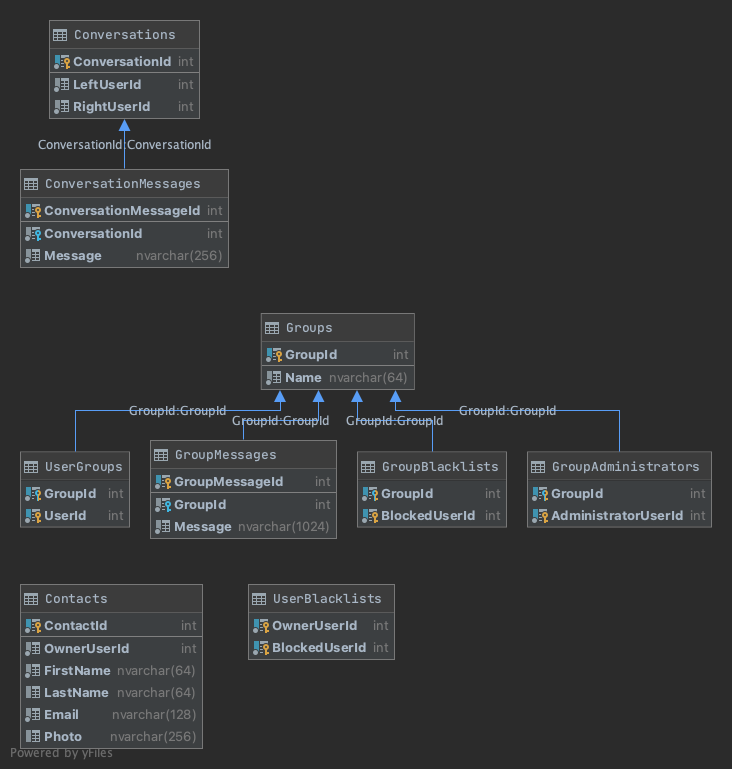 Conversations
ConversationId int
LeftUserId int
RightUserId int
ConversationId:ConversationId
ConversationMessages
ConversationMessageId int
ConversationId int
Message nvarchar(256)
Groups
GroupId int
Name nvarchar(64)
GroupId:GroupId
GroupId:GroupId
GroupId:GroupId
GroupId:GroupId
UserGroups
GroupId int
UserId int
GroupMessages
GroupMessageId int
GroupId int
Message nvarchar(1024)
GroupBlacklists
GroupId int
BlockedUserId int
GroupAdministrators
GroupId int
AdministratorUserId int
Contacts
ContactId int
OwnerUserId int
FirstName nvarchar(64)
LastName nvarchar(64)
Email nvarchar(128)
Photo nvarchar(256)
UserBlacklists
OwnerUserId int
BlockedUserId int
Powered by yFiles